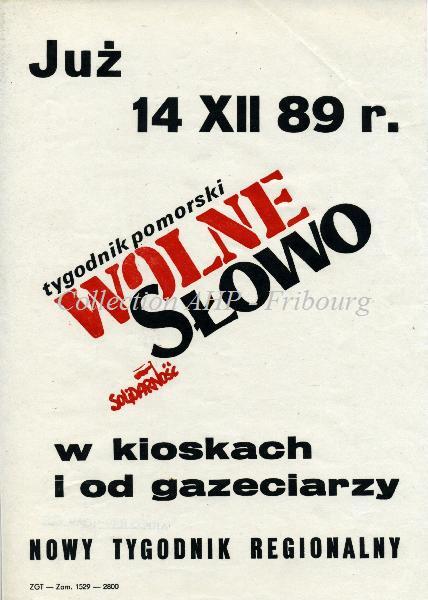 Już
14 XII 89 r.
tygodnik pomorski
WOLNE
SŁOWO
Collection AHP - Fribourg
SOLIDARNOŚĆ
w kioskach
i od gazeciarzy
NOWY TYGODNIK REGIONALNY
ZGT — Zam. 1529 — 2800